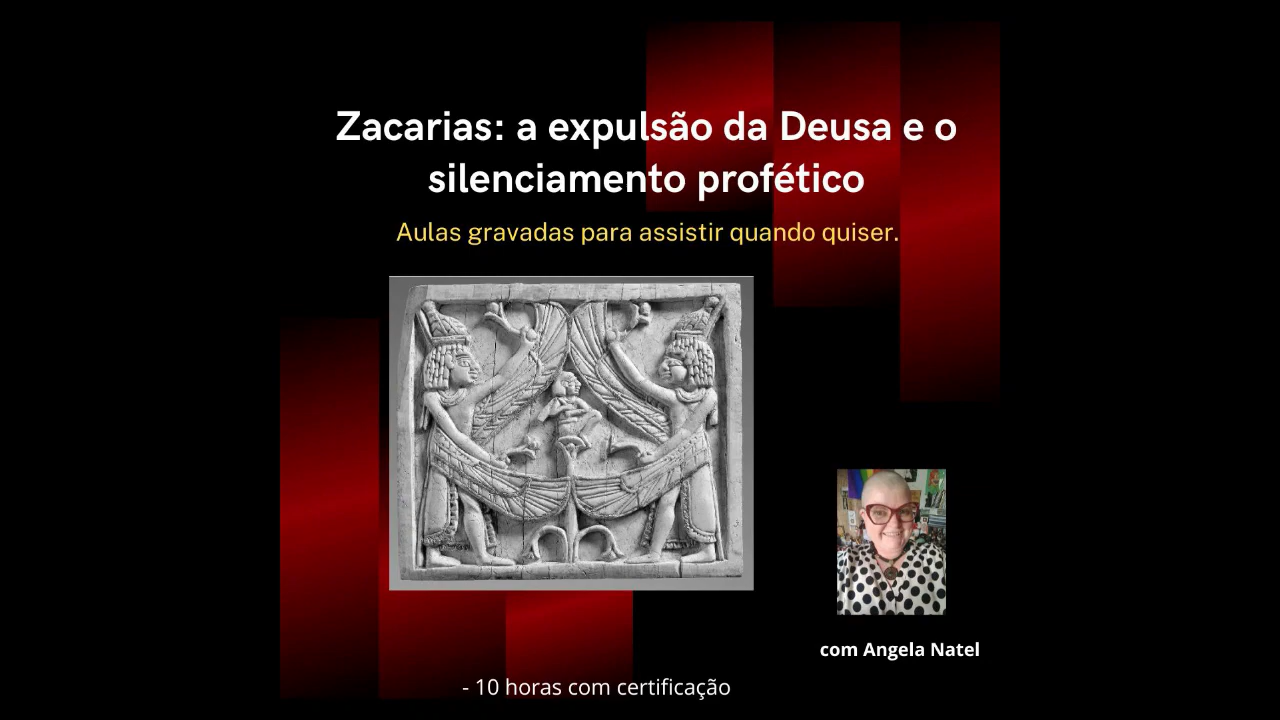 Zacarias: a expulsão da Deusa e o
silenciamento profético
Aulas gravadas para assistir quando quiser.
com Angela Natel
- 10 horas com certificação